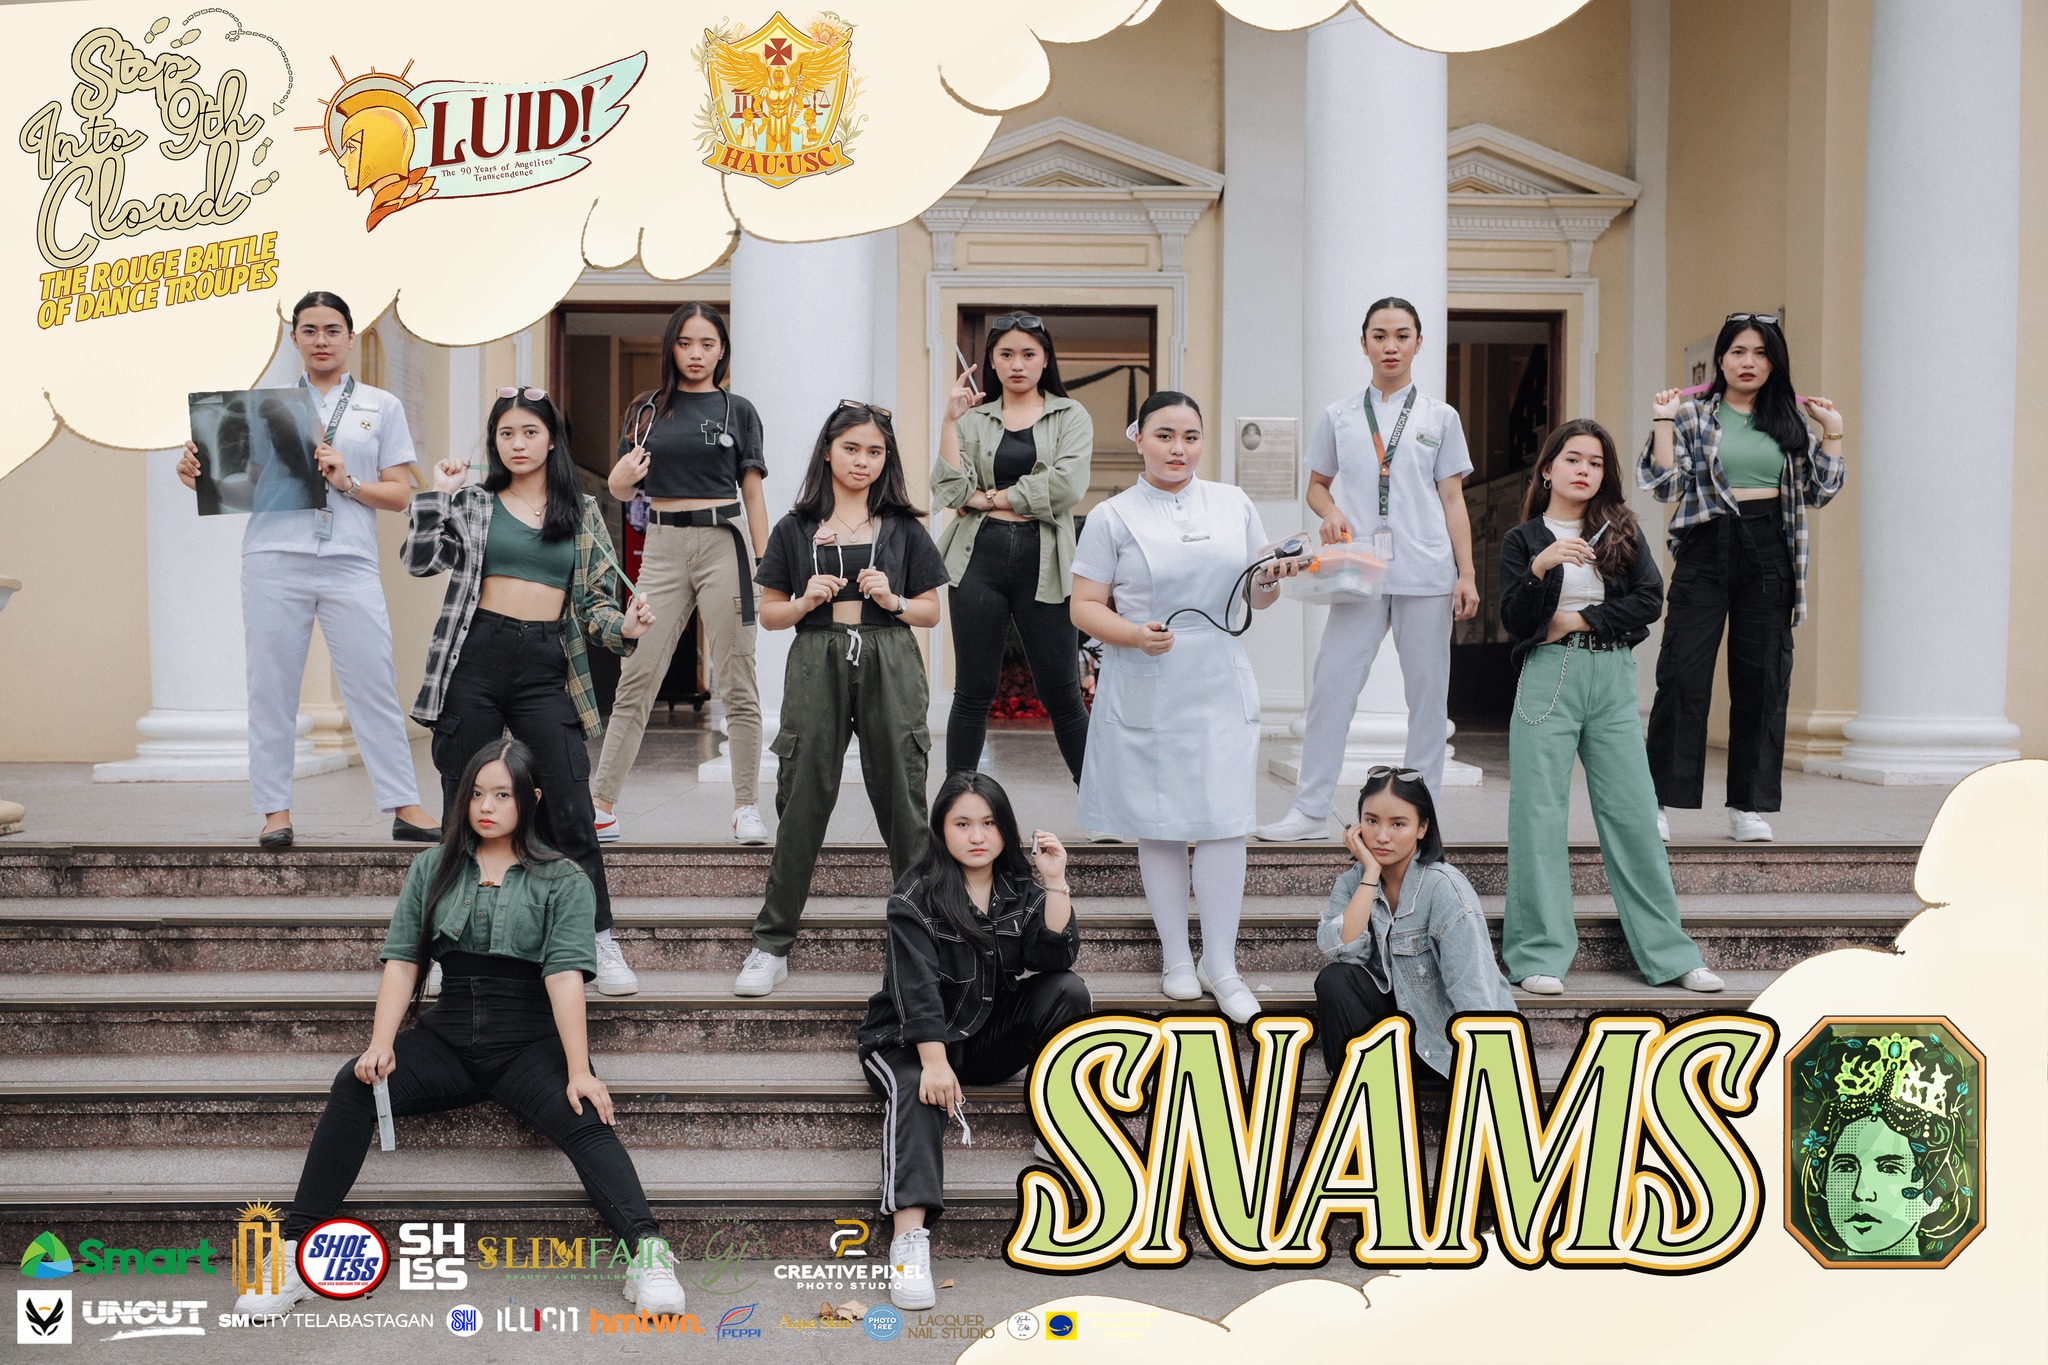 Step
Into 9th
Cloud
THE ROUGE BATTLE
OF DANCE TROUPES
LUID!
The 90 Years of Angelites'
Transcendence
HAU·USC
RADTECH
MEDTECH
SNAMS
Smart
SHOE
LESS
SH
LSS
SLIMFAIR
BEAUTY AND WELLNESS
CREATIVE PIXEL
PHOTO STUDIO
UNCUT
SM CITY TELABASTAGAN
SM
ILLICIT
hmtwn.
PCPPI
Aqua Skin
PHOTO
TREE
LACQUER
NAIL STUDIO